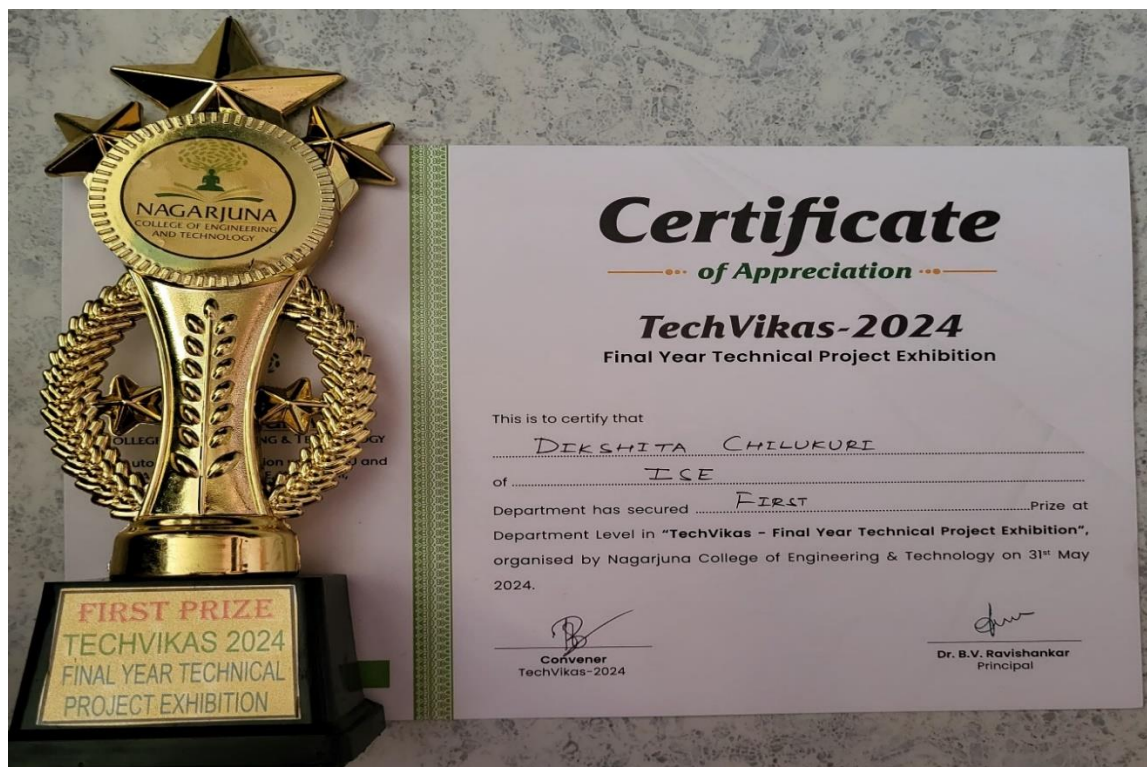 NAGARJUNA
COLLEGE OF ENGINEERING
AND TECHNOLOGY
FIRST PRIZE
TECHVIKAS 2024
FINAL YEAR TECHNICAL
PROJECT EXHIBITION
Certificate
of Appreciation
TechVikas-2024
Final Year Technical Project Exhibition
This is to certify that
DIKSHITA CHILUKURI
of ISE
Department has secured FIRST Prize at
Department Level in "TechVikas - Final Year Technical Project Exhibition",
organised by Nagarjuna College of Engineering & Technology on 31st May
2024.
Convener
TechVikas-2024
Dr. B.V. Ravishankar
Principal